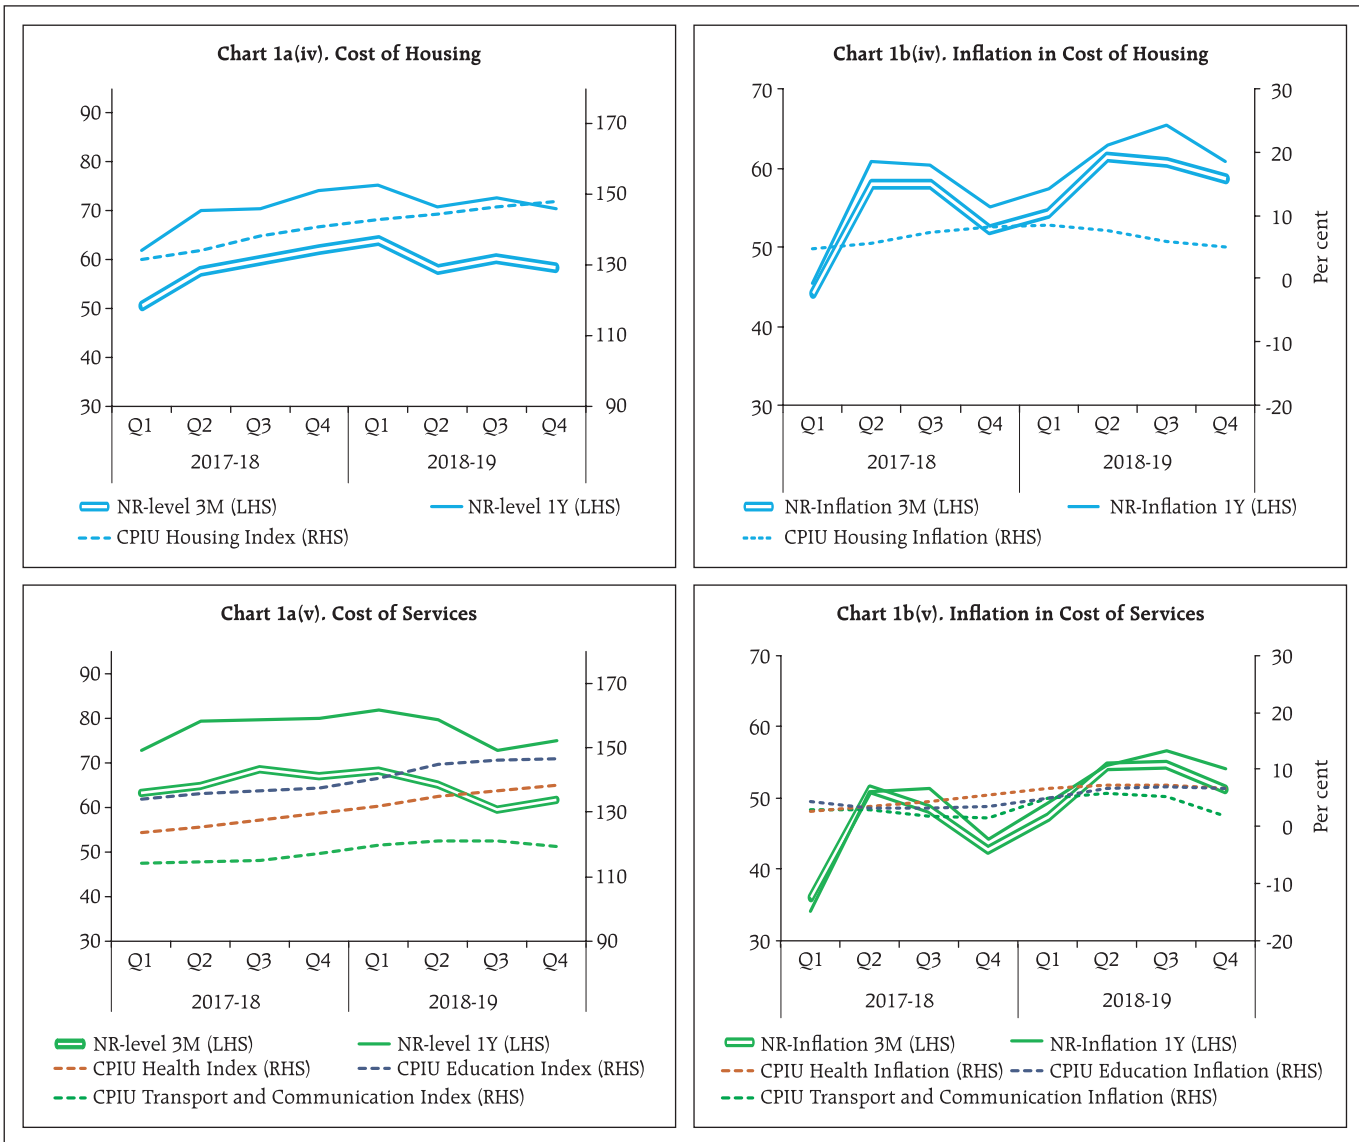 Chart 1a(iv). Cost of Housing
90
80
70
60
50
40
30
170
150
130
110
90
Q1 Q2 Q3 Q4 Q1 Q2 Q3 Q4
2017-18 2018-19
NR-level 3M (LHS) NR-level 1Y (LHS)
CPIU Housing Index (RHS)
Chart 1b(iv). Inflation in Cost of Housing
70
60
50
40
30
30
20
10
0
-10
-20
Per cent
Q1 Q2 Q3 Q4 Q1 Q2 Q3 Q4
2017-18 2018-19
NR-Inflation 3M (LHS) NR-Inflation 1Y (LHS)
CPIU Housing Inflation (RHS)
Chart 1a(v). Cost of Services
90
80
70
60
50
40
30
170
150
130
110
90
Q1 Q2 Q3 Q4 Q1 Q2 Q3 Q4
2017-18 2018-19
NR-level 3M (LHS) NR-level 1Y (LHS)
CPIU Health Index (RHS) CPIU Education Index (RHS)
CPIU Transport and Communication Index (RHS)
Chart 1b(v). Inflation in Cost of Services
70
60
50
40
30
30
20
10
0
-10
-20
Per cent
Q1 Q2 Q3 Q4 Q1 Q2 Q3 Q4
2017-18 2018-19
NR-Inflation 3M (LHS) NR-Inflation 1Y (LHS)
CPIU Health Inflation (RHS) CPIU Education Inflation (RHS)
CPIU Transport and Communication Inflation (RHS)